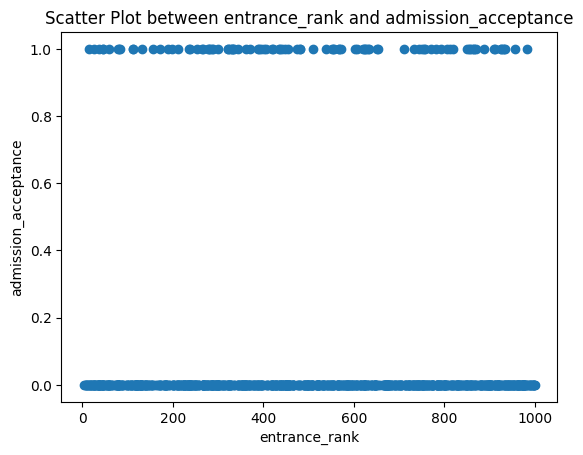 Scatter Plot between entrance_rank and admission_acceptance
1.0
0.8
0.6
0.4
0.2
0.0
admission_acceptance
0 200 400 600 800 1000
entrance_rank